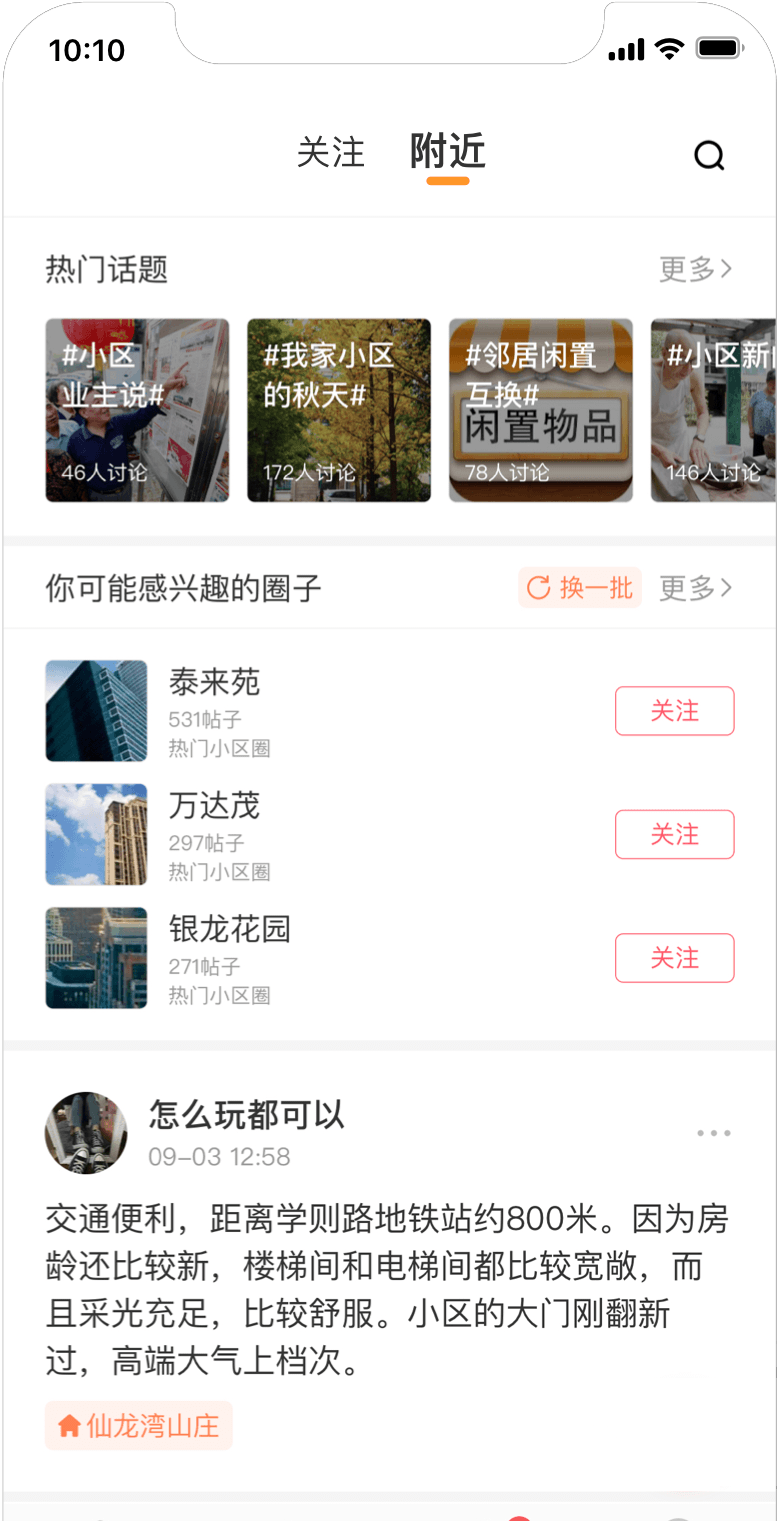 10:10
关注 附近
热门话题 更多
#小区
业主说#
46人讨论
#我家小区
的秋天#
172人讨论
#邻居闲置
互换#
闲置物品
78人讨论
#小区新
146人讨论
你可能感兴趣的圈子 换一批 更多
泰来苑
531帖子
热门小区圈
关注
万达茂
297帖子
热门小区圈
关注
银龙花园
271帖子
热门小区圈
关注
怎么玩都可以
09-03 12:58
交通便利，距离学则路地铁站约800米。因为房
龄还比较新，楼梯间和电梯间都比较宽敞，而
且采光充足，比较舒服。小区的大门刚翻新
过，高端大气上档次。
仙龙湾山庄